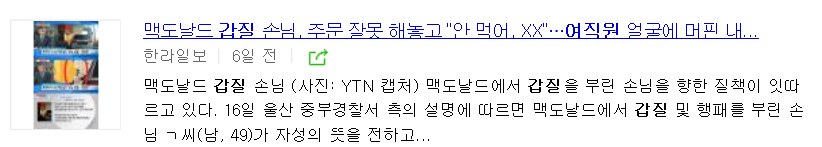 맥도날드 갑질 손님, 주문 잘못 해놓고 "안 먹어, XX"…여직원 얼굴에 머핀 내...
한라일보 | 6일 전 |
맥도날드 갑질 손님 (사진: YTN 캡처) 맥도날드에서 갑질을 부린 손님을 향한 질책이 잇따
르고 있다. 16일 울산 중부경찰서 측의 설명에 따르면 맥도날드에서 갑질 및 행패를 부린 손
님 ㄱ씨(남, 49)가 자성의 뜻을 전하고...